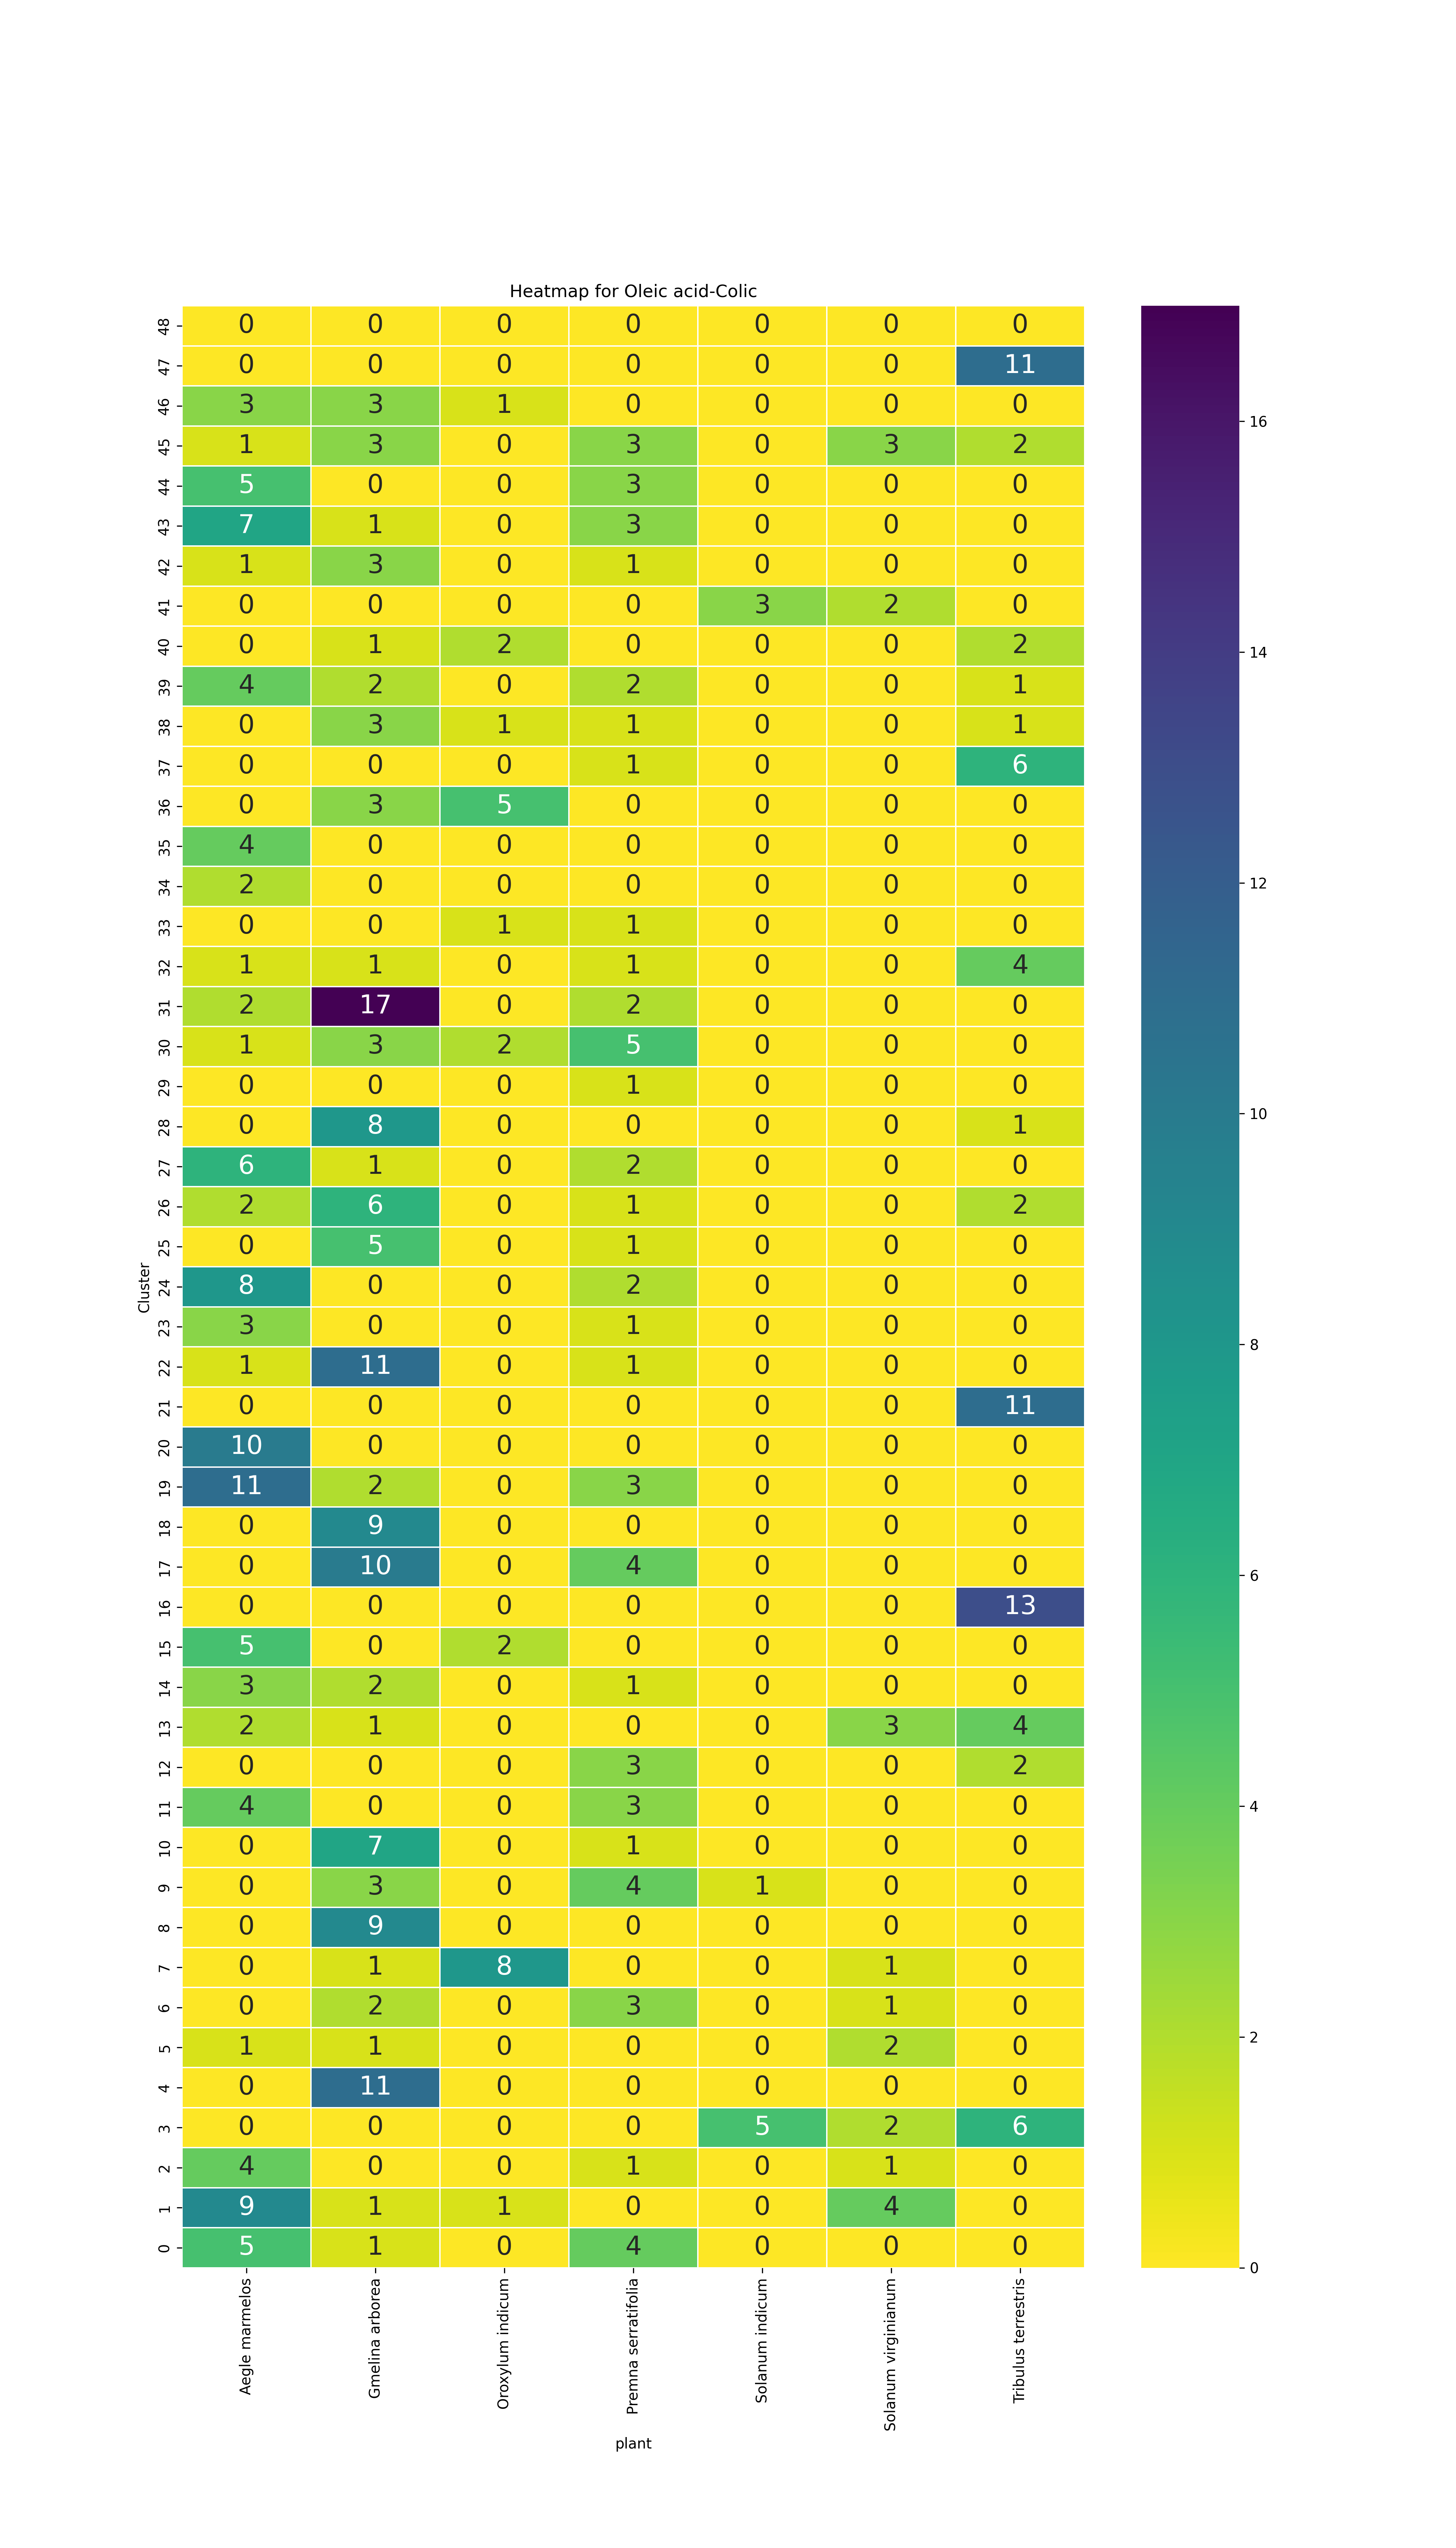 Heatmap for Oleic acid-Colic
48 0 0 0 0 0 0 0
47 0 0 0 0 0 0 11
46 3 3 1 0 0 0 0
16
45 1 3 0 3 0 3 2
44 5 0 0 3 0 0 0
43 7 1 0 3 0 0 0
42 1 3 0 1 0 0 0
41 0 0 0 0 3 2 0
40 0 1 2 0 0 0 2
14
39 4 2 0 2 0 0 1
38 0 3 1 1 0 0 1
37 0 0 0 1 0 0 6
36 0 3 5 0 0 0 0
35 4 0 0 0 0 0 0
34 2 0 0 0 0 0 0
12
33 0 0 1 1 0 0 0
32 1 1 0 1 0 0 4
31 2 17 0 2 0 0 0
30 1 3 2 5 0 0 0
29 0 0 0 1 0 0 0
28 0 8 0 0 0 0 1
10
27 6 1 0 2 0 0 0
26 2 6 0 1 0 0 2
25 0 5 0 1 0 0 0
24 8 0 0 2 0 0 0
Cluster
23 3 0 0 1 0 0 0
8
22 1 11 0 1 0 0 0
21 0 0 0 0 0 0 11
20 10 0 0 0 0 0 0
19 11 2 0 3 0 0 0
18 0 9 0 0 0 0 0
17 0 10 0 4 0 0 0
6
16 0 0 0 0 0 0 13
15 5 0 2 0 0 0 0
14 3 2 0 1 0 0 0
13 2 1 0 0 0 3 4
12 0 0 0 3 0 0 2
11 4 0 0 3 0 0 0
4
10 0 7 0 1 0 0 0
9 0 3 0 4 1 0 0
8 0 9 0 0 0 0 0
7 0 1 8 0 0 1 0
6 0 2 0 3 0 1 0
5 1 1 0 0 0 2 0
2
4 0 11 0 0 0 0 0
3 0 0 0 0 5 2 6
2 4 0 0 1 0 1 0
1 9 1 1 0 0 4 0
0 5 1 0 4 0 0 0
0
Aegle marmelos
Gmelina arborea
Oroxylum indicum
Premna serratifolia
Solanum indicum
Solanum virginianum
Tribulus terrestris
plant